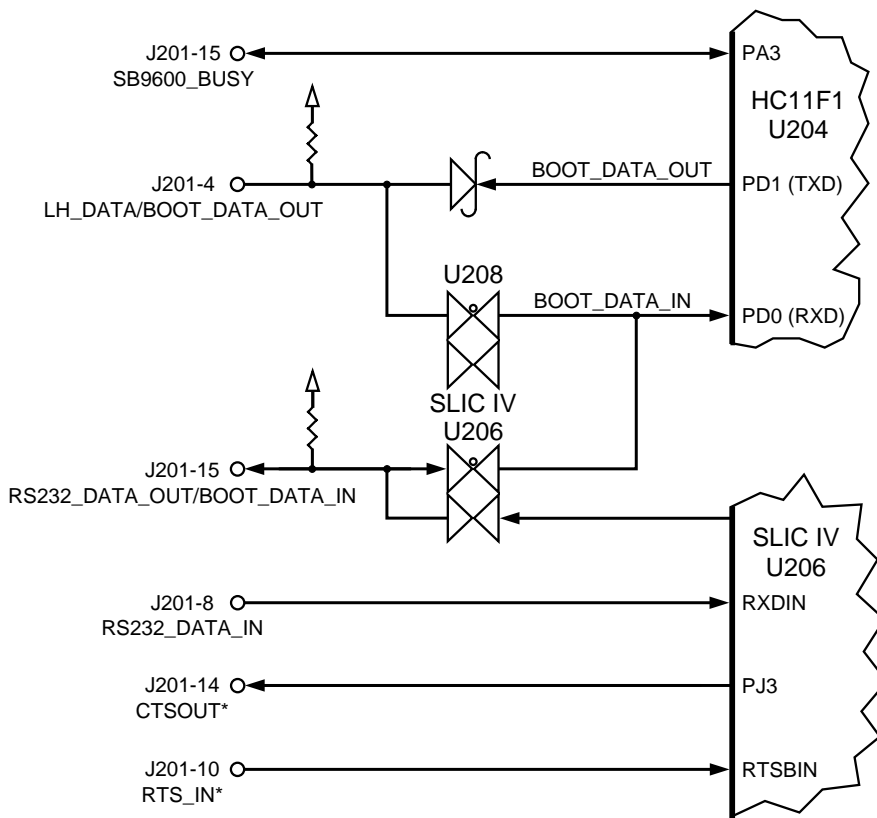 J201-15
SB9600_BUSY
PA3
HC11F1
U204
J201-4
LH_DATA/BOOT_DATA_OUT
BOOT_DATA_OUT
PD1 (TXD)
U208
BOOT_DATA_IN
PD0 (RXD)
SLIC IV
U206
J201-15
RS232_DATA_OUT/BOOT_DATA_IN
SLIC IV
U206
J201-8
RS232_DATA_IN
RXDIN
J201-14
CTSOUT*
PJ3
J201-10
RTS_IN*
RTSBIN